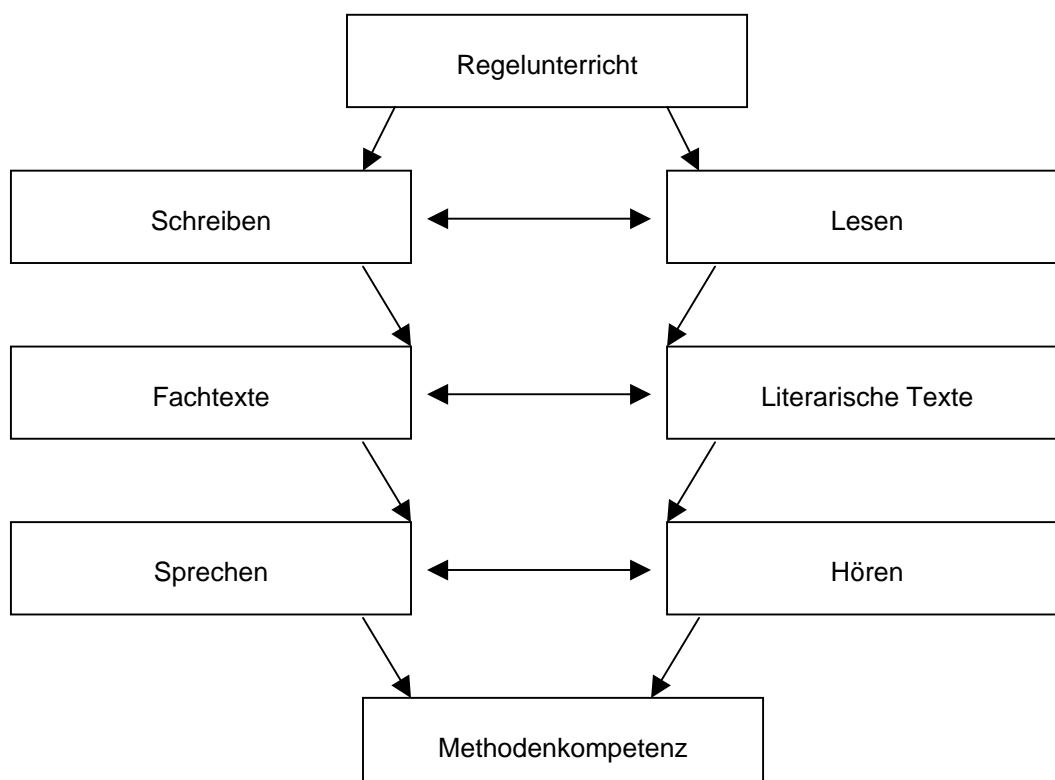 Regelunterricht
Schreiben
Lesen
Fachtexte
Literarische Texte
Sprechen
Hören
Methodenkompetenz